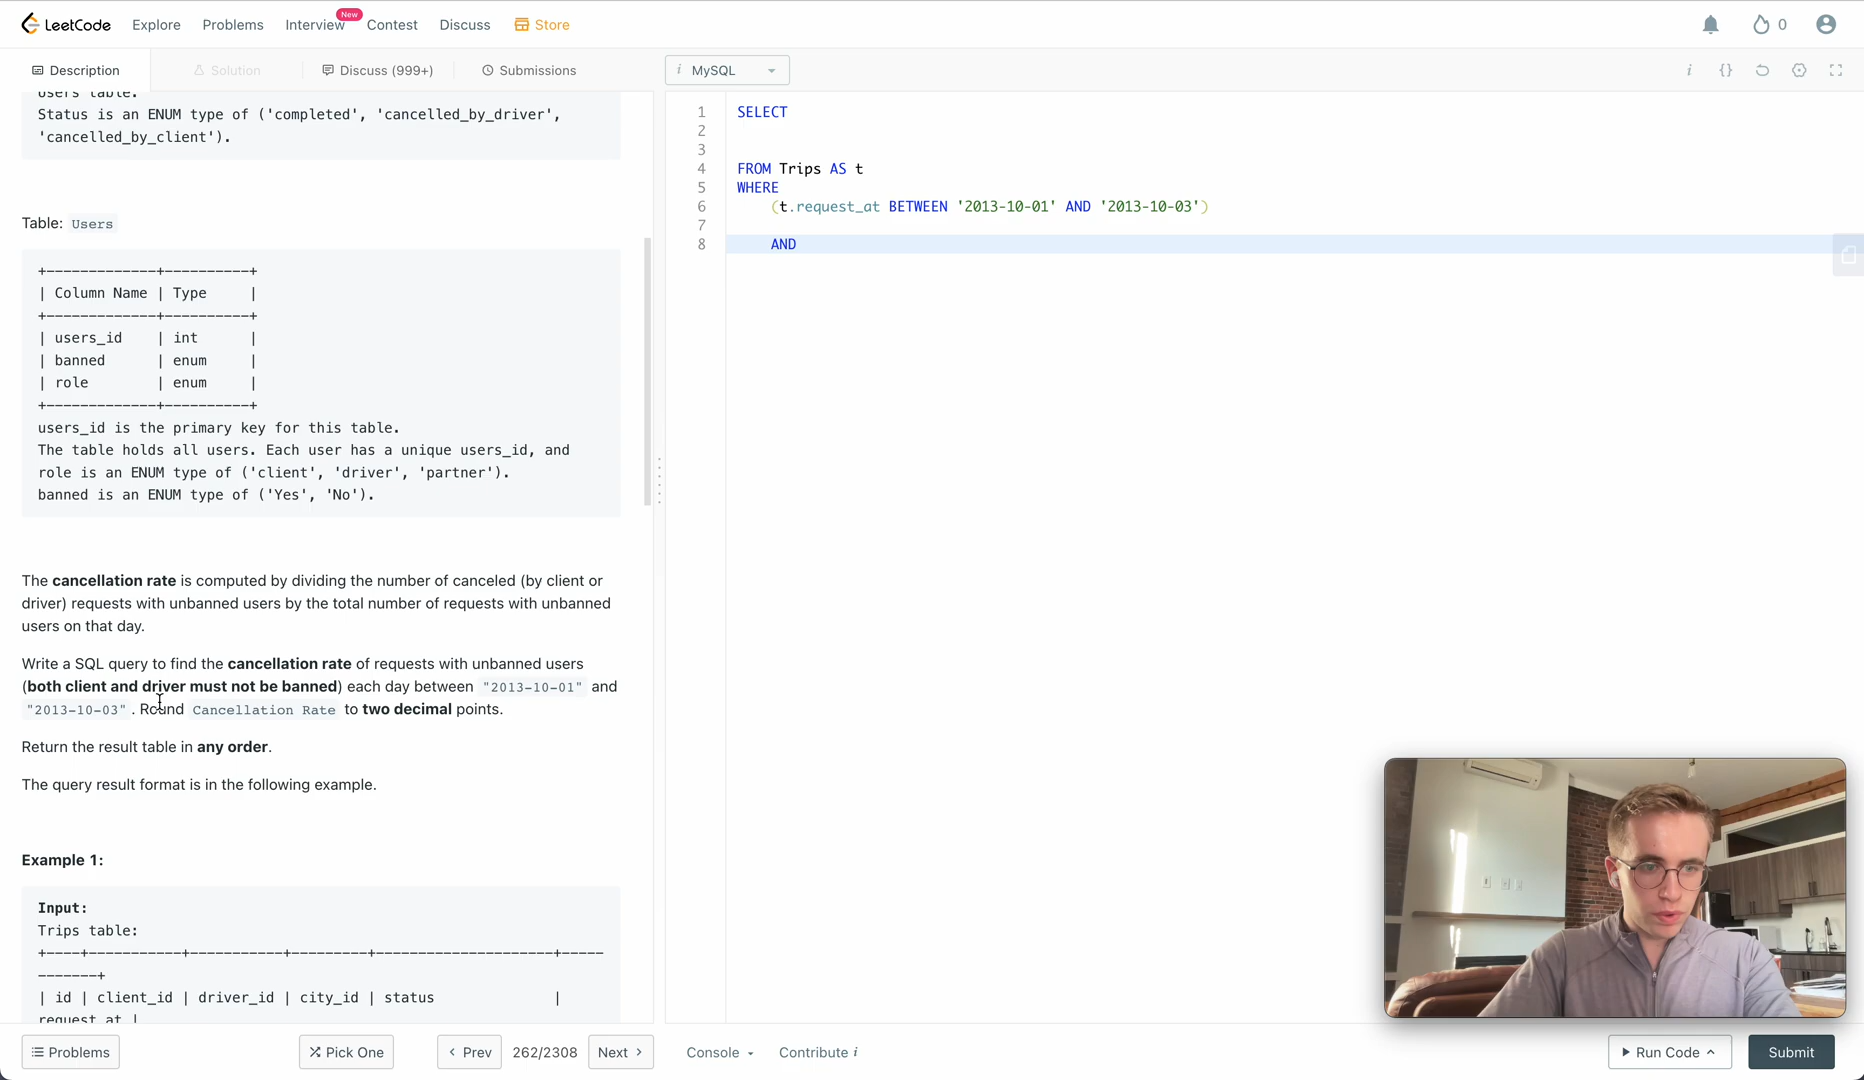 LeetCode
Explore
Problems
Interview
New
Contest
Discuss
Store
0
Description
Solution
Discuss (999+)
Submissions
i MySQL
i {}
users table.
Status is an ENUM type of ('completed', 'cancelled_by_driver',
'cancelled_by_client').
Table: Users
+-------------+----------+
| Column Name | Type     |
+-------------+----------+
| users_id    | int      |
| banned      | enum     |
| role        | enum     |
+-------------+----------+
users_id is the primary key for this table.
The table holds all users. Each user has a unique users_id, and
role is an ENUM type of ('client', 'driver', 'partner').
banned is an ENUM type of ('Yes', 'No').
The cancellation rate is computed by dividing the number of canceled (by client or
driver) requests with unbanned users by the total number of requests with unbanned
users on that day.
Write a SQL query to find the cancellation rate of requests with unbanned users
(both client and driver must not be banned) each day between "2013-10-01" and
"2013-10-03". Round Cancellation Rate to two decimal points.
Return the result table in any order.
The query result format is in the following example.
Example 1:
Input:
Trips table:
+----+-----------+-----------+---------+---------------------+-----
-------+
| id | client_id | driver_id | city_id | status              |
request_at |
1 SELECT
2
3
4 FROM Trips AS t
5 WHERE
6 (t.request_at BETWEEN '2013-10-01' AND '2013-10-03')
7
8 AND
Problems
Pick One
Prev
262/2308
Next
Console
Contribute i
Run Code
Submit